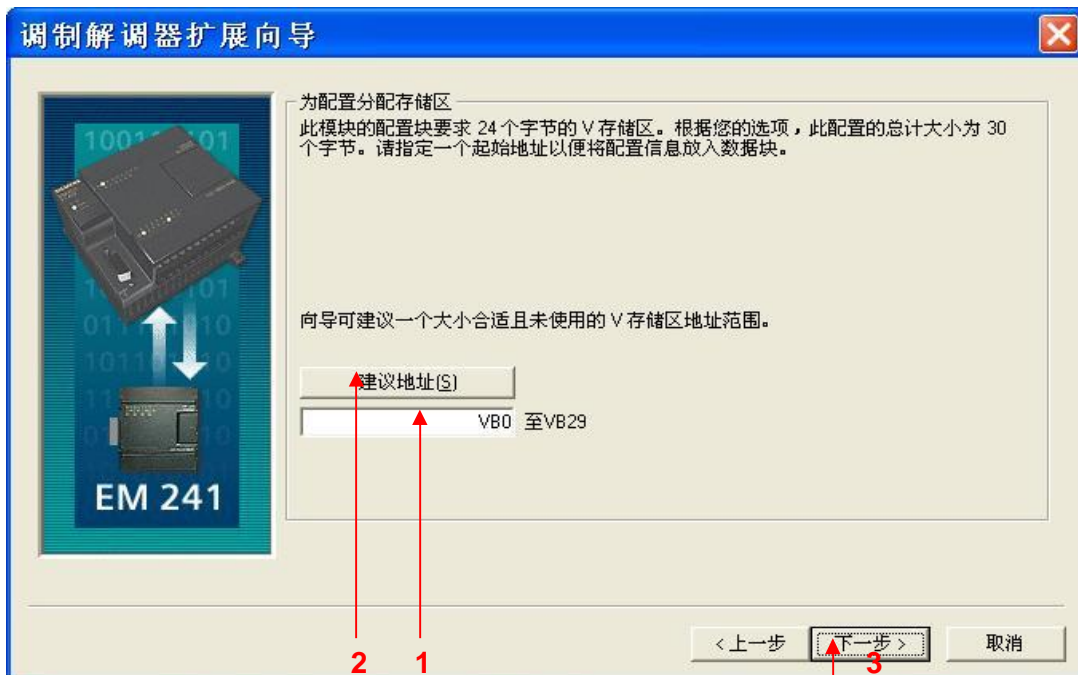 调制解调器扩展向导
为配置分配存储区
此模块的配置块要求 24 个字节的 V 存储区。根据您的选项，此配置的总计大小为 30
个字节。请指定一个起始地址以便将配置信息放入数据块。
向导可建议一个大小合适且未使用的 V 存储区地址范围。
建议地址(S)
VB0 至VB29
EM 241
<上一步 下一步> 取消
2 1 3